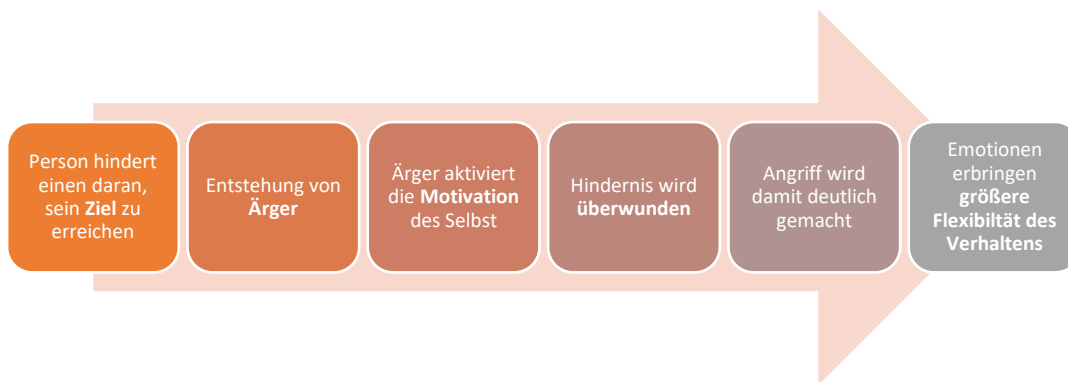 Person hindert
einen daran,
sein Ziel zu
erreichen
Entstehung von
Ärger
Ärger aktiviert
die Motivation
des Selbst
Hindernis wird
überwunden
Angriff wird
damit deutlich
gemacht
Emotionen
erbringen
größere
Flexibiltät des
Verhaltens